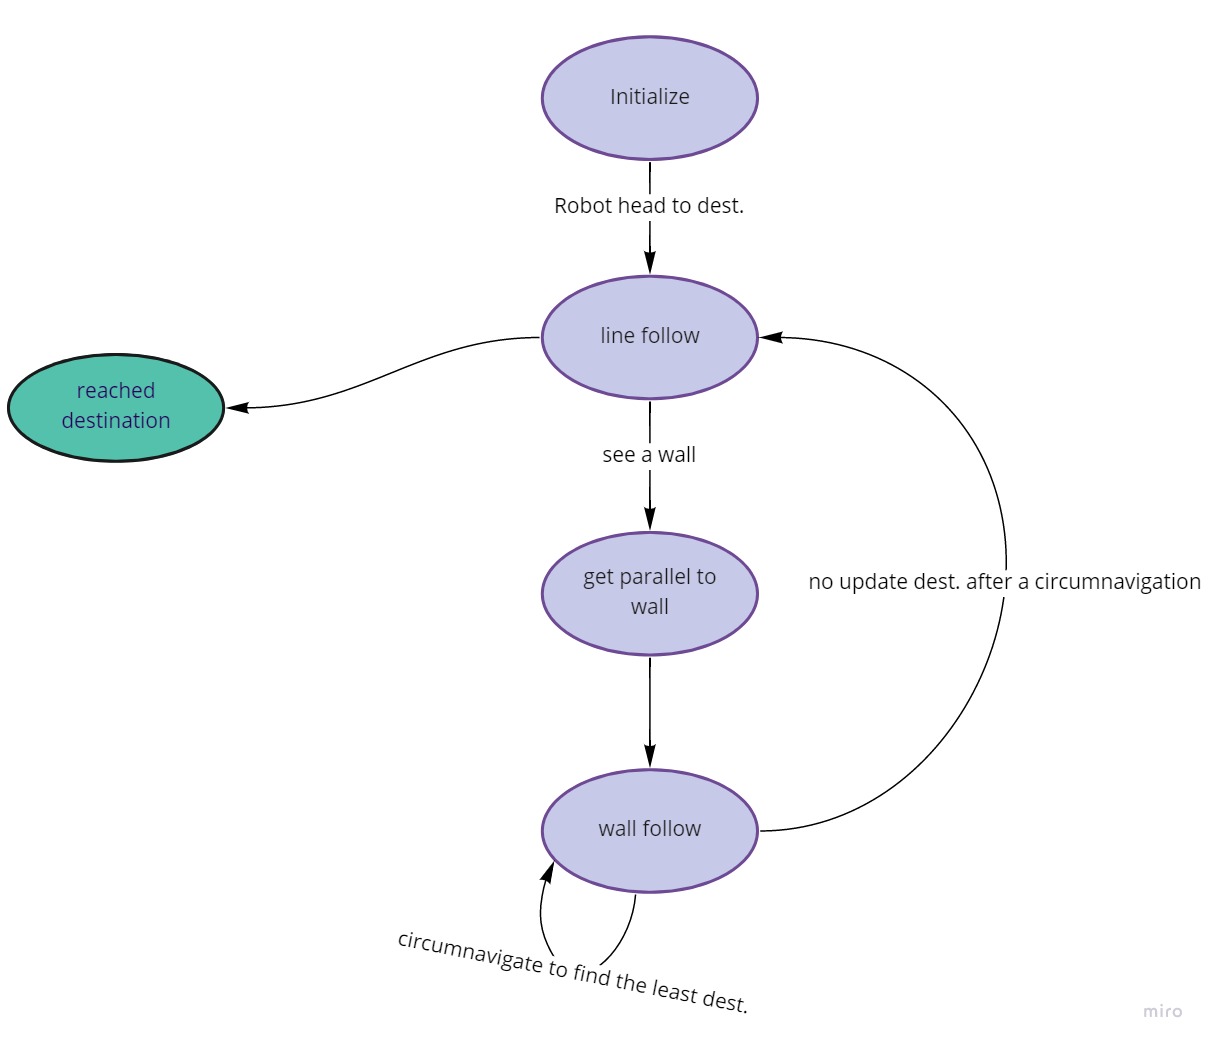 Initialize
Robot head to dest.
line follow
reached
destination
see a wall
get parallel to
wall
no update dest. after a circumnavigation
wall follow
circumnavigate to find the least dest.
miro